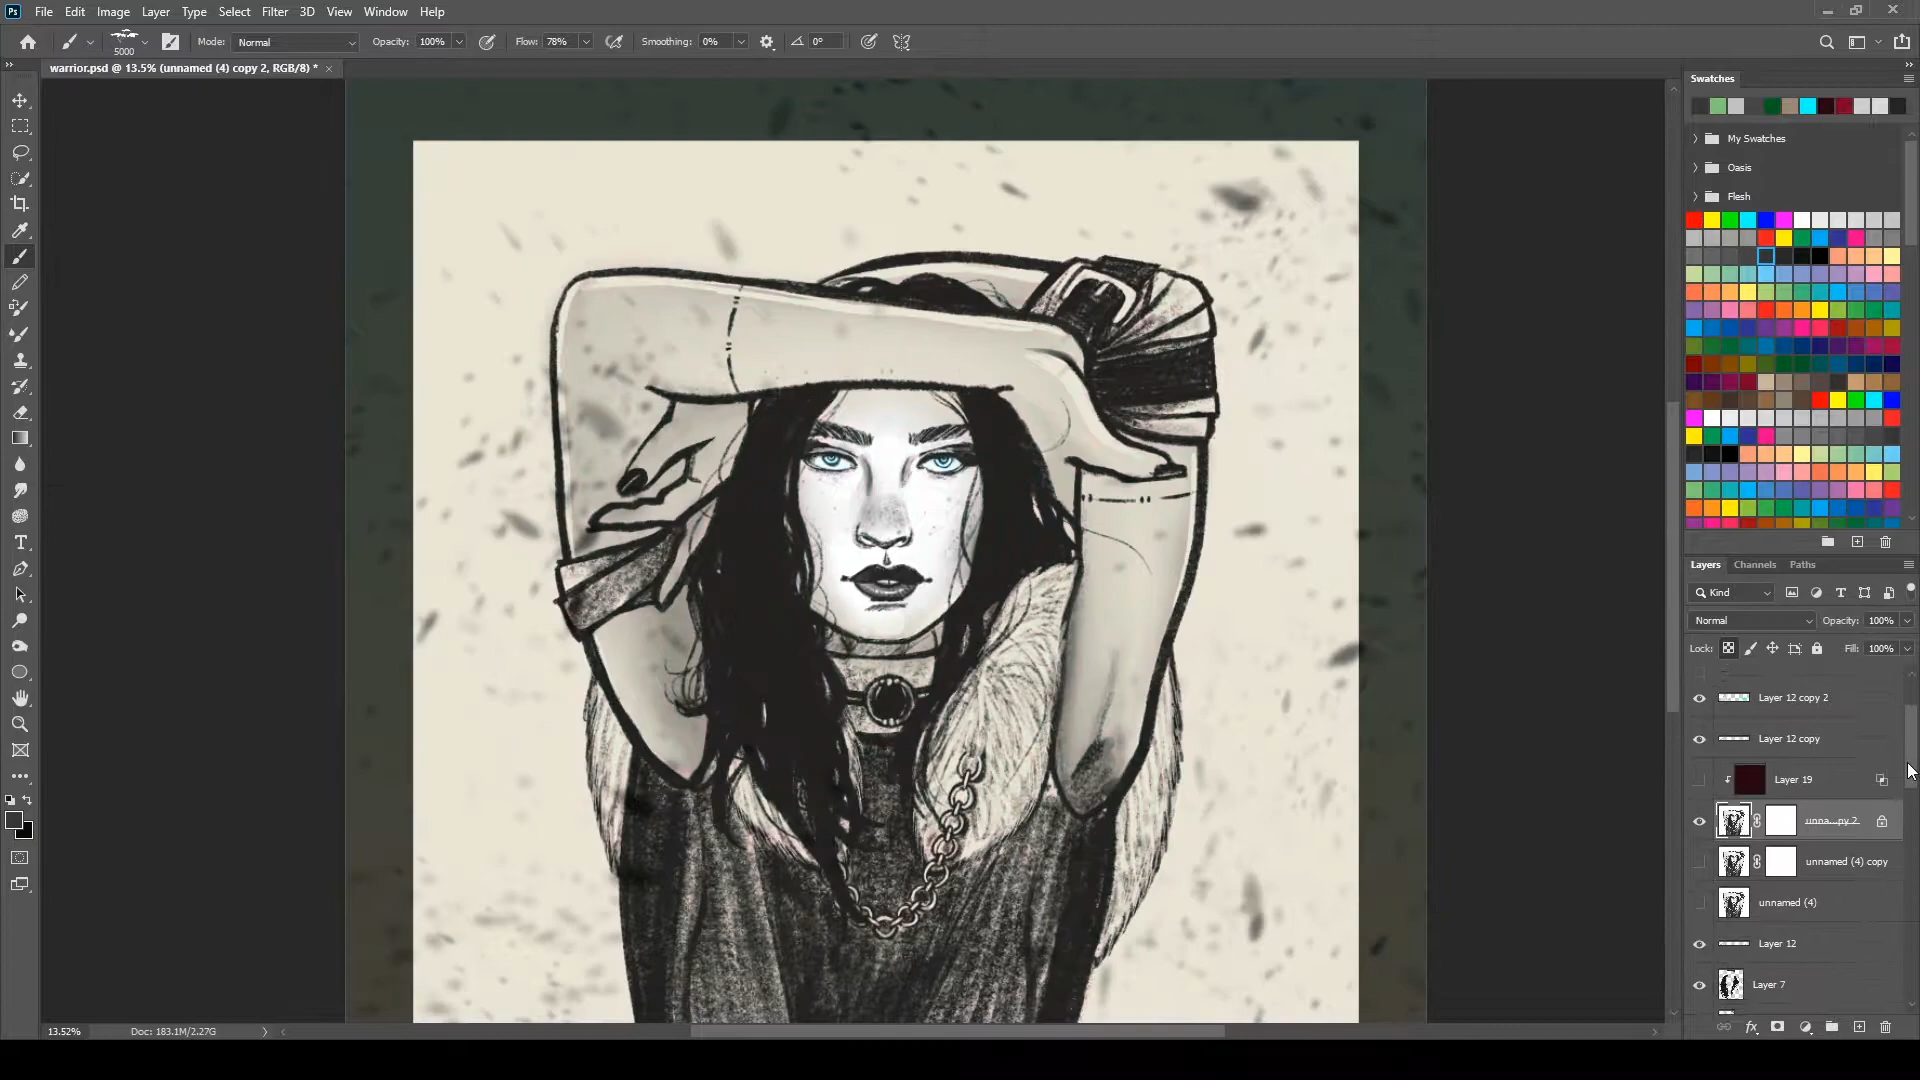 Ps File Edit Image Layer Type Select Filter 3D View Window Help
5000 Mode: Normal Opacity: 100% Flow: 78% Smoothing: 0% 0°
warrior.psd @ 13.5% (unnamed (4) copy 2, RGB/8) *
Swatches
My Swatches
Oasis
Flesh
Layers Channels Paths
Kind
Normal Opacity: 100%
Lock: Fill: 100%
Layer 12 copy 2
Layer 12 copy
Layer 19
unna...py 2
unnamed (4) copy
unnamed (4)
Layer 12
Layer 7
13.52% Doc: 183.1M/2.27G